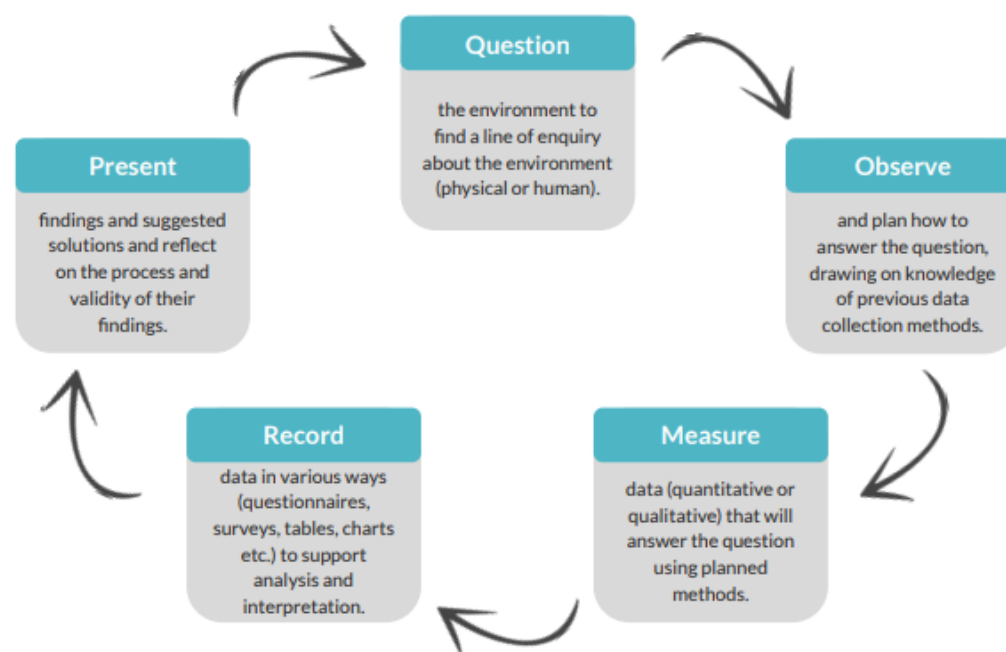 Question
the environment to
find a line of enquiry
about the environment
(physical or human).
Observe
and plan how to
answer the question,
drawing on knowledge
of previous data
collection methods.
Measure
data (quantitative or
qualitative) that will
answer the question
using planned
methods.
Record
data in various ways
(questionnaires,
surveys, tables, charts
etc.) to support
analysis and
interpretation.
Present
findings and suggested
solutions and reflect
on the process and
validity of their
findings.